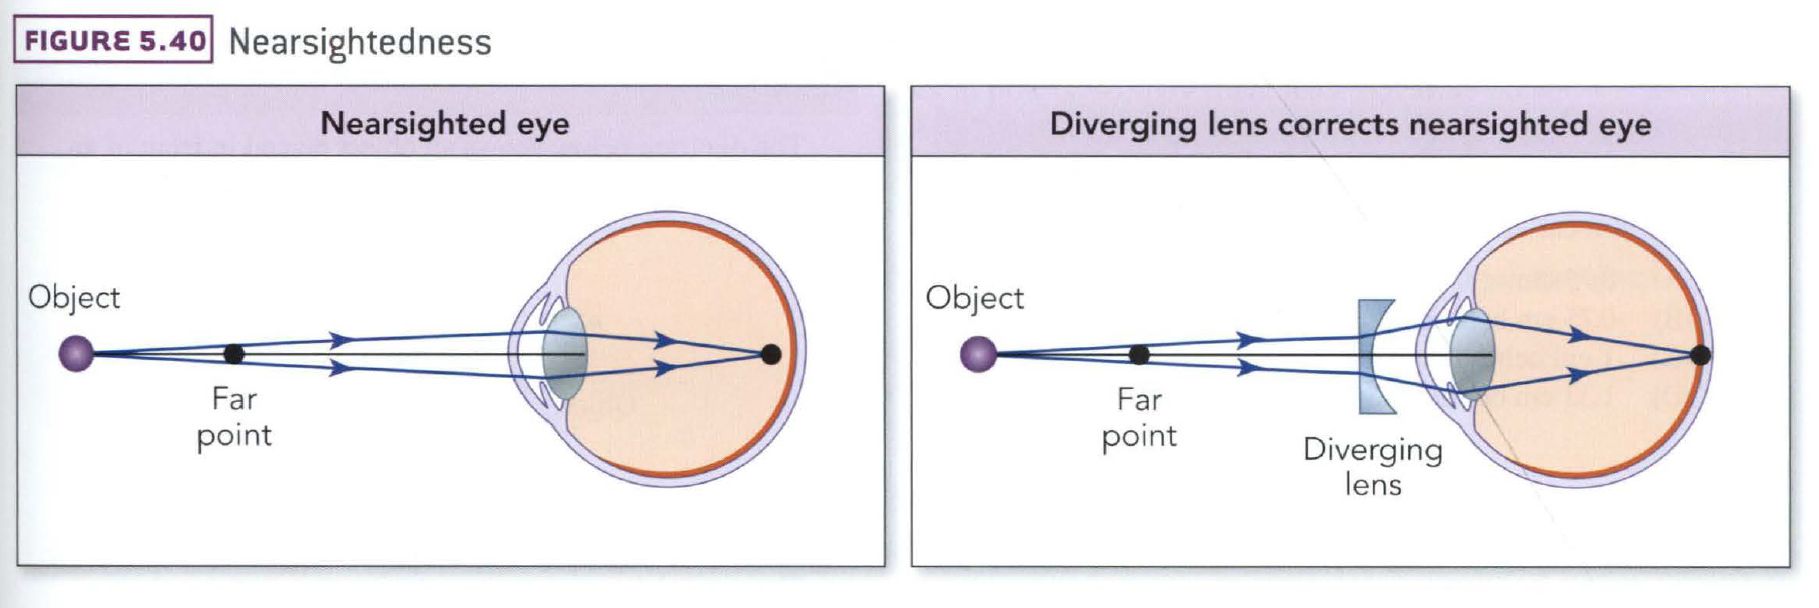 FIGURE 5.40 Nearsightedness
Nearsighted eye
Object
Far
point
Diverging lens corrects nearsighted eye
Object
Far
point
Diverging
lens